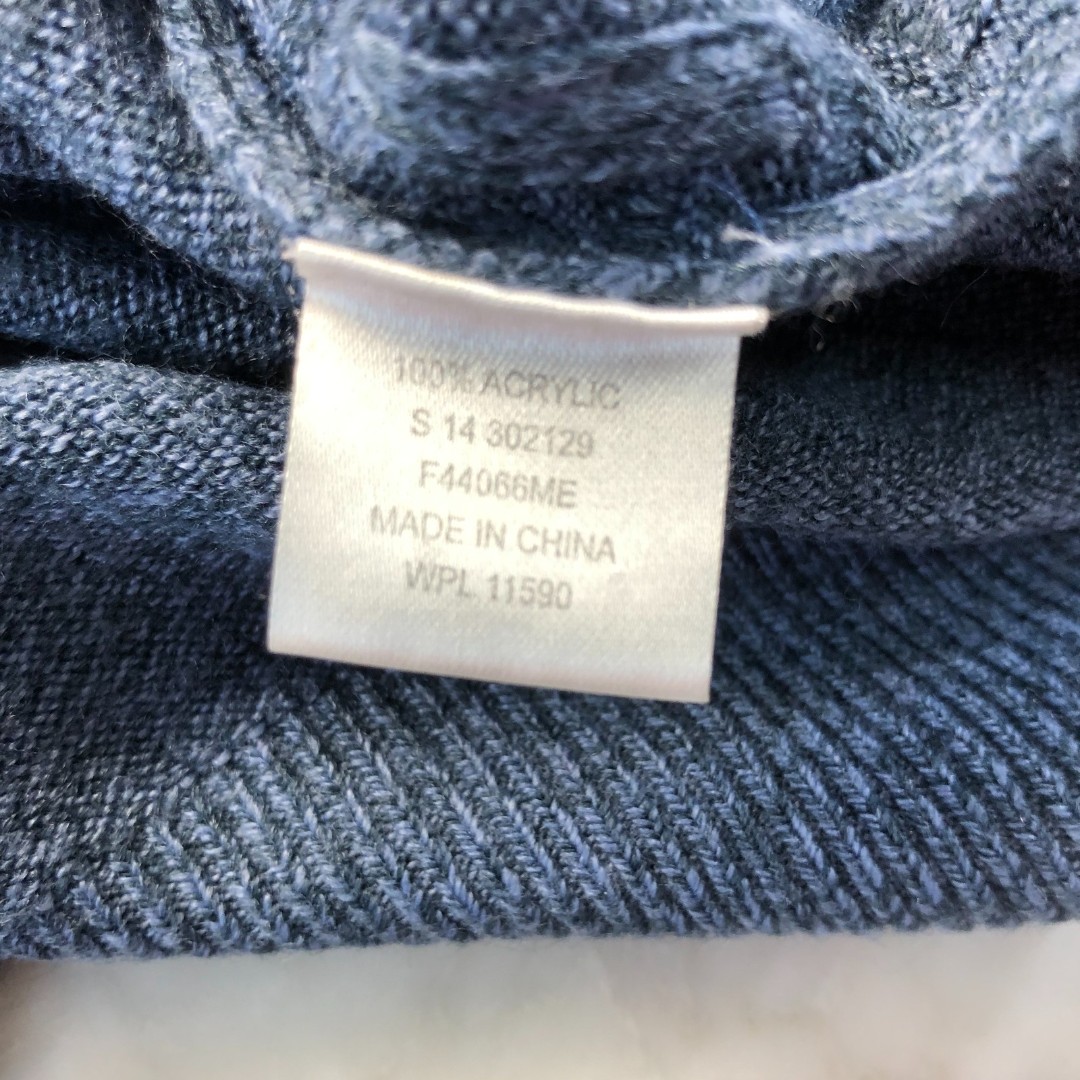 100% ACRYLIC
S 14 302129
F44066ME
MADE IN CHINA
WPL 11590